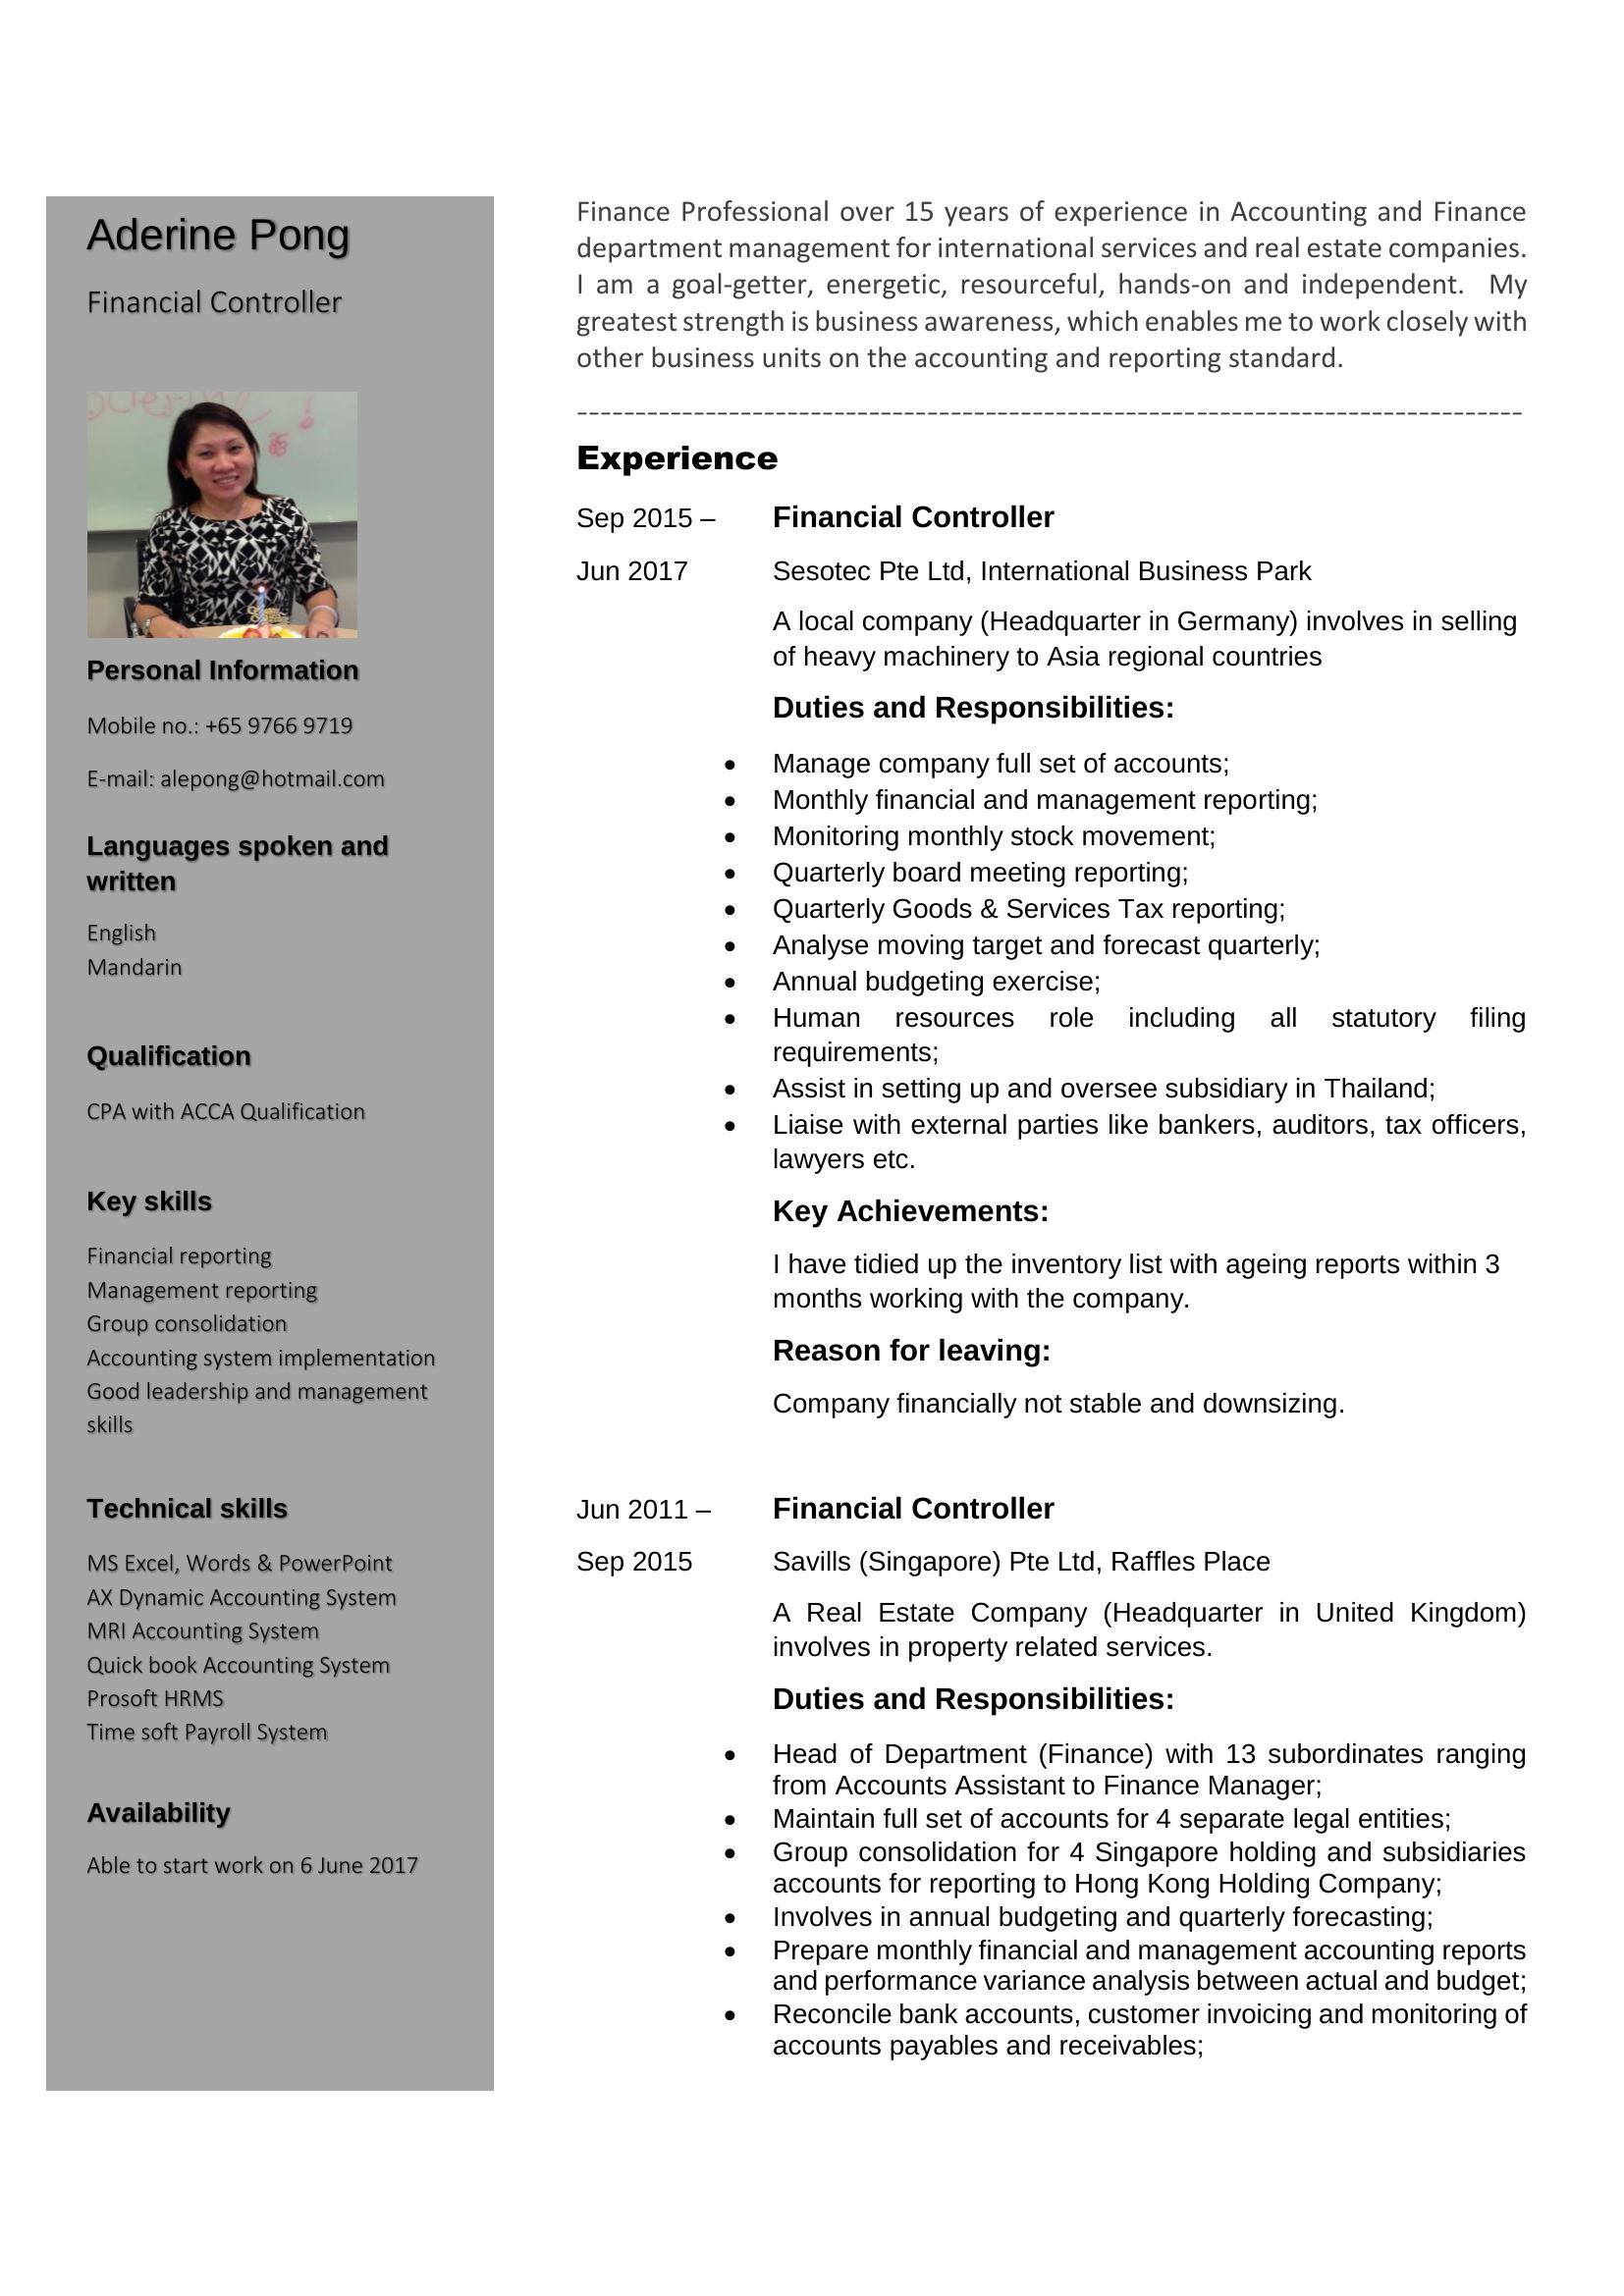 Aderine Pong
Financial Controller
Personal Information
Mobile no.: +65 9766 9719
E-mail: alepong@hotmail.com
Languages spoken and
written
English
Mandarin
Qualification
CPA with ACCA Qualification
Key skills
Financial reporting
Management reporting
Group consolidation
Accounting system implementation
Good leadership and management
skills
Technical skills
MS Excel, Words & PowerPoint
AX Dynamic Accounting System
MRI Accounting System
Quick book Accounting System
Prosoft HRMS
Time soft Payroll System
Availability
Able to start work on 6 June 2017
Finance Professional over 15 years of experience in Accounting and Finance
department management for international services and real estate companies.
I am a goal-getter, energetic, resourceful, hands-on and independent. My
greatest strength is business awareness, which enables me to work closely with
other business units on the accounting and reporting standard.
--------------------------------------------------------------------------------
Experience
Sep 2015 – Financial Controller
Jun 2017 Sesotec Pte Ltd, International Business Park
A local company (Headquarter in Germany) involves in selling
of heavy machinery to Asia regional countries
Duties and Responsibilities:
• Manage company full set of accounts;
• Monthly financial and management reporting;
• Monitoring monthly stock movement;
• Quarterly board meeting reporting;
• Quarterly Goods & Services Tax reporting;
• Analyse moving target and forecast quarterly;
• Annual budgeting exercise;
• Human resources role including all statutory filing
requirements;
• Assist in setting up and oversee subsidiary in Thailand;
• Liaise with external parties like bankers, auditors, tax officers,
lawyers etc.
Key Achievements:
I have tidied up the inventory list with ageing reports within 3
months working with the company.
Reason for leaving:
Company financially not stable and downsizing.
Jun 2011 – Financial Controller
Sep 2015 Savills (Singapore) Pte Ltd, Raffles Place
A Real Estate Company (Headquarter in United Kingdom)
involves in property related services.
Duties and Responsibilities:
• Head of Department (Finance) with 13 subordinates ranging
from Accounts Assistant to Finance Manager;
• Maintain full set of accounts for 4 separate legal entities;
• Group consolidation for 4 Singapore holding and subsidiaries
accounts for reporting to Hong Kong Holding Company;
• Involves in annual budgeting and quarterly forecasting;
• Prepare monthly financial and management accounting reports
and performance variance analysis between actual and budget;
• Reconcile bank accounts, customer invoicing and monitoring of
accounts payables and receivables;